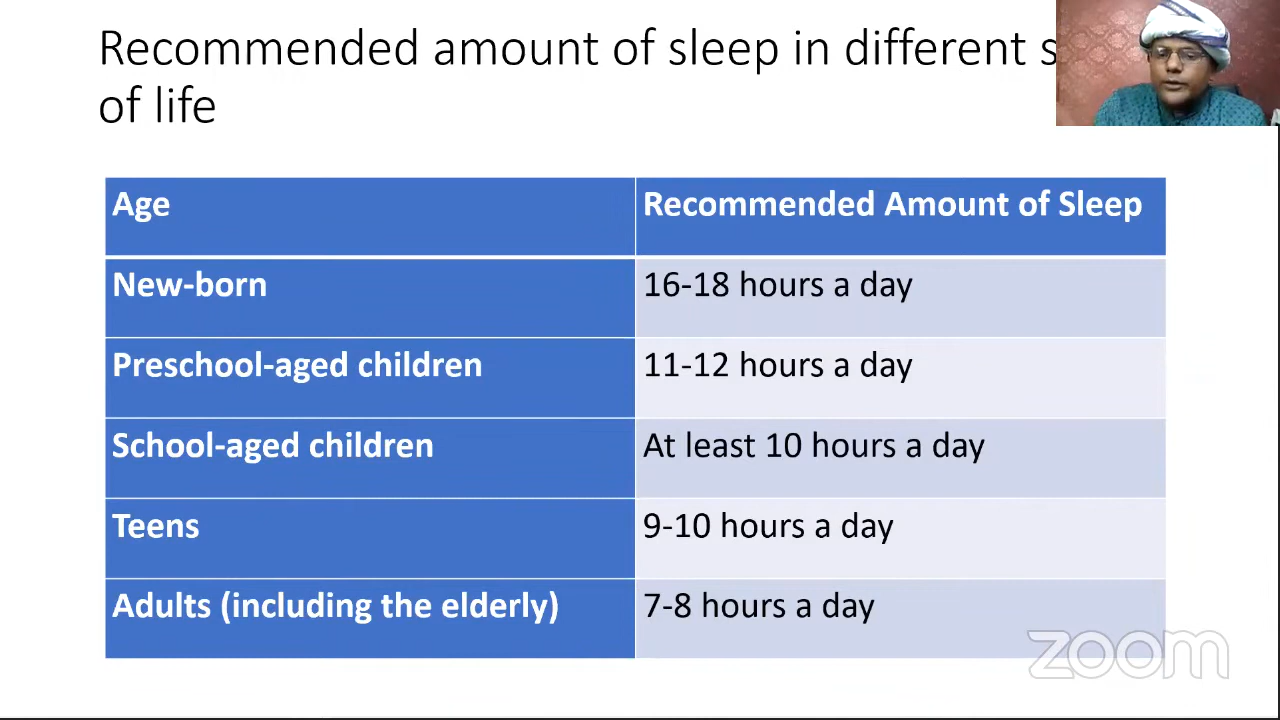 Recommended amount of sleep in different
of life
Age Recommended Amount of Sleep
New-born 16-18 hours a day
Preschool-aged children 11-12 hours a day
School-aged children At least 10 hours a day
Teens 9-10 hours a day
Adults (including the elderly) 7-8 hours a day
zoom